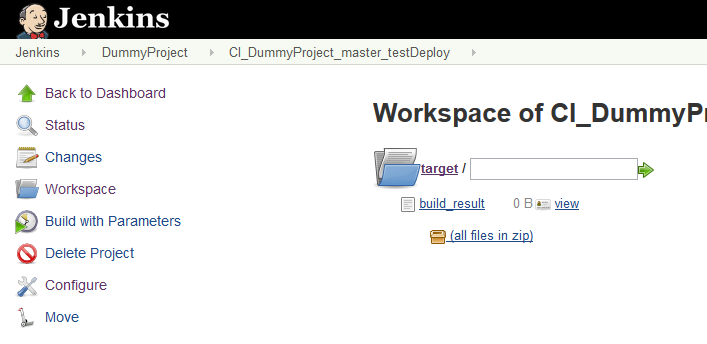 Jenkins
Jenkins DummyProject CI_DummyProject_master_testDeploy
Back to Dashboard
Status
Changes
Workspace
Build with Parameters
Delete Project
Configure
Move
Workspace of CI_DummyPr
target /
build_result 0 B view
(all files in zip)